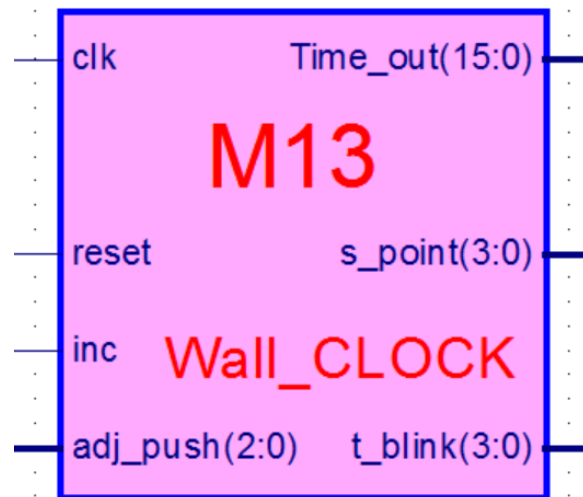 clk Time_out(15:0)
M13
reset s_point(3:0)
inc Wall_CLOCK
adj_push(2:0) t_blink(3:0)